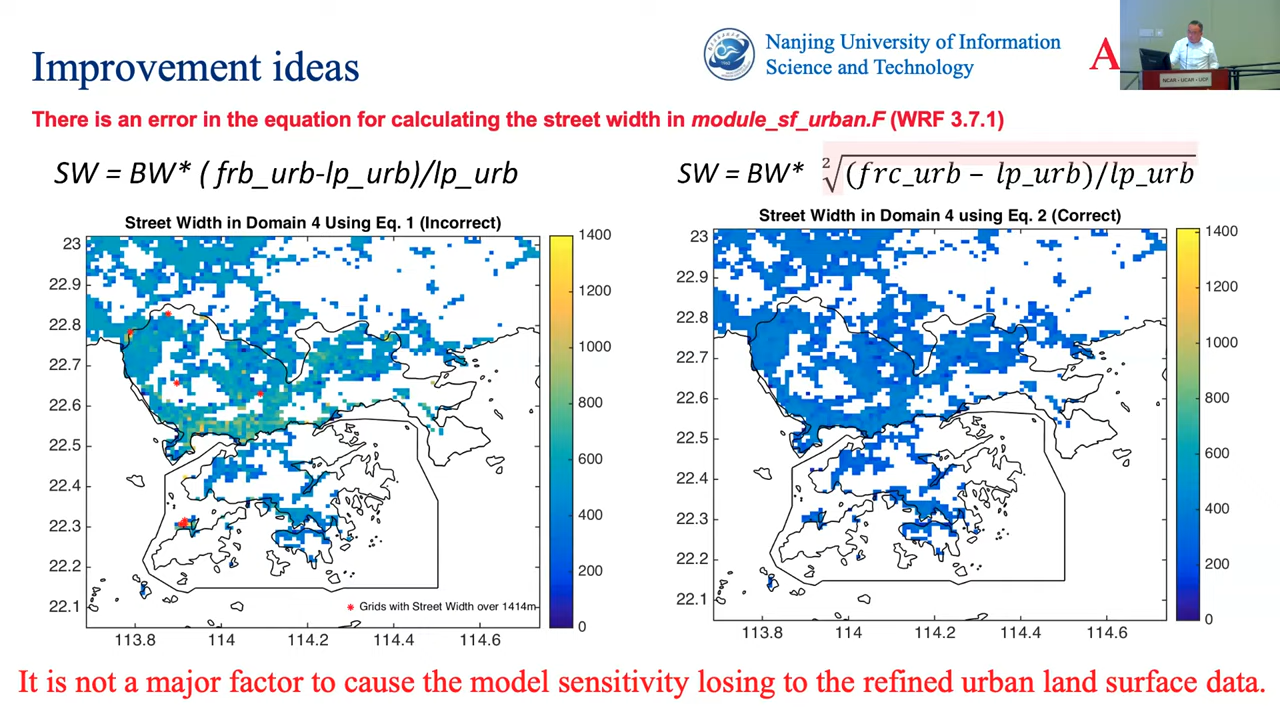 Improvement ideas
Nanjing University of Information
Science and Technology
A
NCAR • UCAR • UCP
There is an error in the equation for calculating the street width in module_sf_urban.F (WRF 3.7.1)
SW = BW* ( frb_urb-lp_urb)/lp_urb
SW = BW* 2√(frc_urb − lp_urb)/lp_urb
Street Width in Domain 4 Using Eq. 1 (Incorrect)
23
22.9
22.8
22.7
22.6
22.5
22.4
22.3
22.2
22.1
113.8 114 114.2 114.4 114.6
1400
1200
1000
800
600
400
200
0
Grids with Street Width over 1414m
Street Width in Domain 4 using Eq. 2 (Correct)
23
22.9
22.8
22.7
22.6
22.5
22.4
22.3
22.2
22.1
113.8 114 114.2 114.4 114.6
1400
1200
1000
800
600
400
200
0
It is not a major factor to cause the model sensitivity losing to the refined urban land surface data.